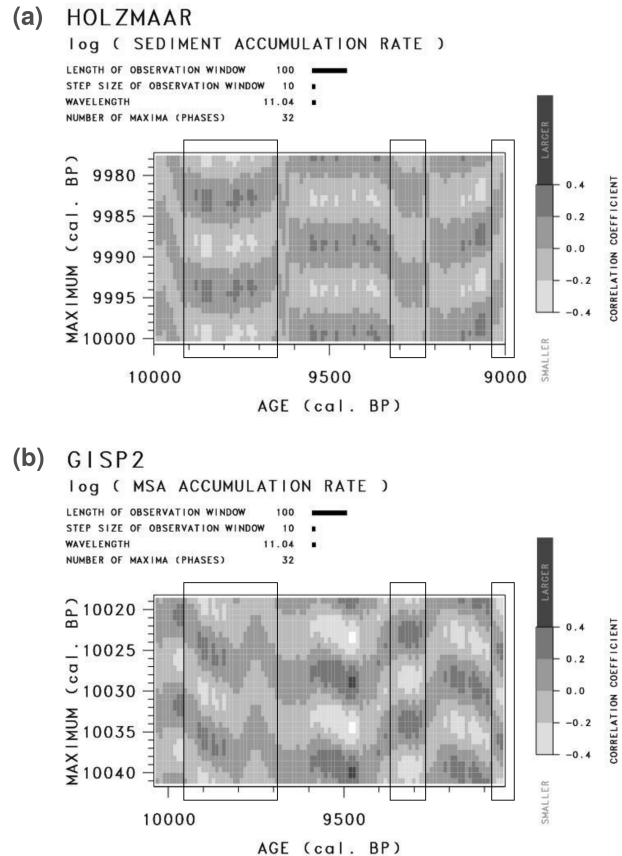 (a) HOLZMAAR
log ( SEDIMENT ACCUMULATION RATE )
LENGTH OF OBSERVATION WINDOW 100
STEP SIZE OF OBSERVATION WINDOW 10
WAVELENGTH 11.04
NUMBER OF MAXIMA (PHASES) 32
MAXIMUM (cal. BP)
9980
9985
9990
9995
10000
10000 9500 9000
AGE (cal. BP)
LARGER
0.4
0.2
0.0
-0.2
-0.4
SMALLER
CORRELATION COEFFICIENT
(b) GISP2
log ( MSA ACCUMULATION RATE )
LENGTH OF OBSERVATION WINDOW 100
STEP SIZE OF OBSERVATION WINDOW 10
WAVELENGTH 11.04
NUMBER OF MAXIMA (PHASES) 32
MAXIMUM (cal. BP)
10020
10025
10030
10035
10040
10000 9500
AGE (cal. BP)
LARGER
0.4
0.2
0.0
-0.2
-0.4
SMALLER
CORRELATION COEFFICIENT